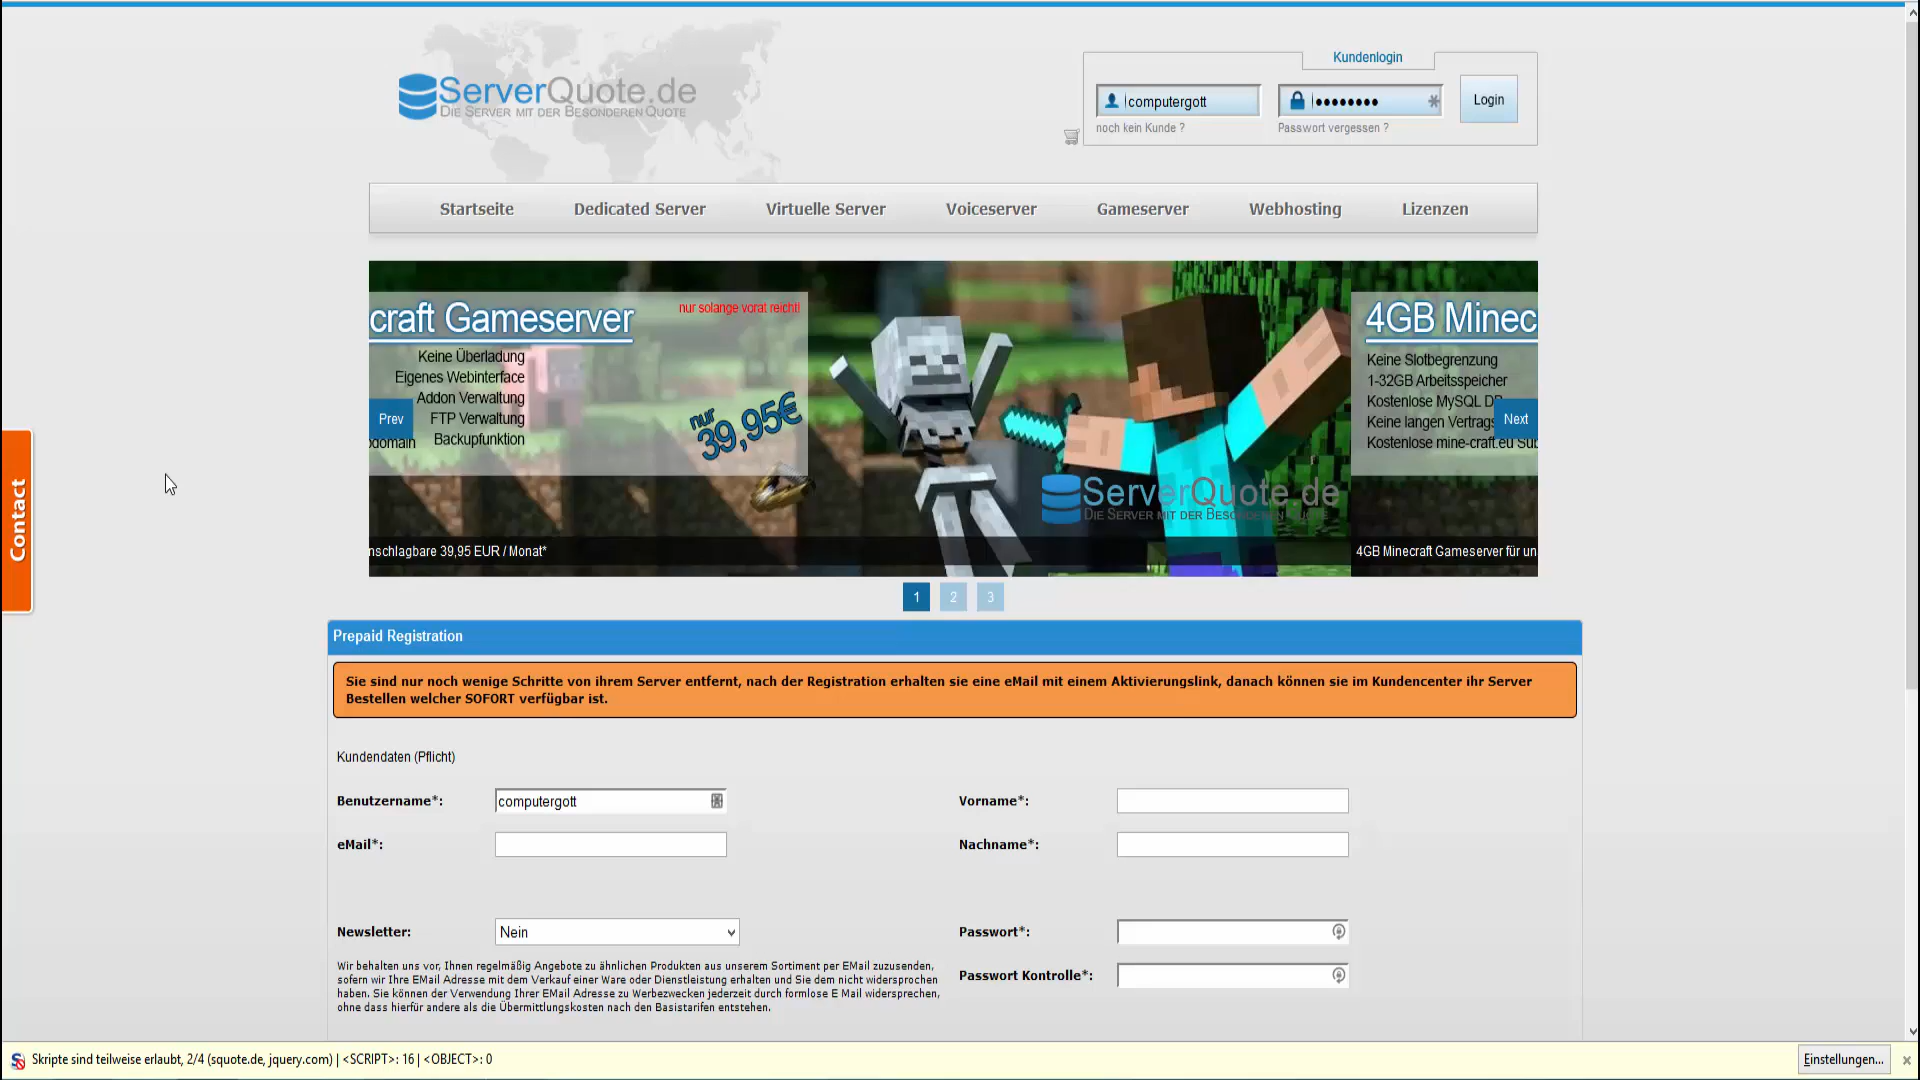 ServerQuote.de
Die Server mit der Besonderen Quote
Kundenlogin
computergott
Login
noch kein Kunde ?
Passwort vergessen ?
Startseite
Dedicated Server
Virtuelle Server
Voiceserver
Gameserver
Webhosting
Lizenzen
craft Gameserver
nur solange vorat reicht!
Keine Überladung
Eigenes Webinterface
Addon Verwaltung
FTP Verwaltung
Backupfunktion
domain
nur
39,95€
Prev
4GB Minec
Keine Slotbegrenzung
1-32GB Arbeitsspeicher
Kostenlose MySQL DB
Keine langen Vertrags
Kostenlose mine-craft.eu Sub
Next
ServerQuote.de
Die Server mit der Besonderen Quote
nschlagbare 39,95 EUR / Monat*
4GB Minecraft Gameserver für un
1
2
3
Contact
Prepaid Registration
Sie sind nur noch wenige Schritte von ihrem Server entfernt, nach der Registration erhalten sie eine eMail mit einem Aktivierungslink, danach können sie im Kundencenter ihr Server
Bestellen welcher SOFORT verfügbar ist.
Kundendaten (Pflicht)
Benutzername*:
computergott
Vorname*:
eMail*:
Nachname*:
Newsletter:
Nein
Passwort*:
Passwort Kontrolle*:
Wir behalten uns vor, Ihnen regelmäßig Angebote zu ähnlichen Produkten aus unserem Sortiment per EMail zuzusenden,
sofern wir Ihre EMail Adresse mit dem Verkauf einer Ware oder Dienstleistung erhalten und Sie dem nicht widersprochen
haben. Sie können der Verwendung Ihrer EMail Adresse zu Werbezwecken jederzeit durch formlose E Mail widersprechen,
ohne dass hierfür andere als die Übermittlungskosten nach den Basistarifen entstehen.
Skripte sind teilweise erlaubt, 2/4 (squote.de, jquery.com) | <SCRIPT>: 16 | <OBJECT>: 0
Einstellungen...